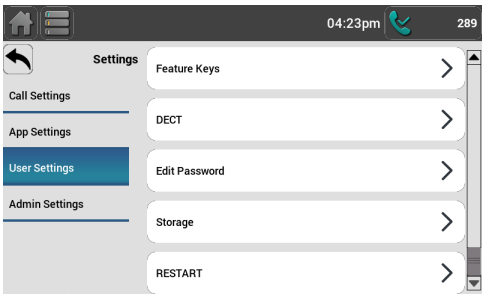 04:23pm 289
Settings
Call Settings
App Settings
User Settings
Admin Settings
Feature Keys
DECT
Edit Password
Storage
RESTART